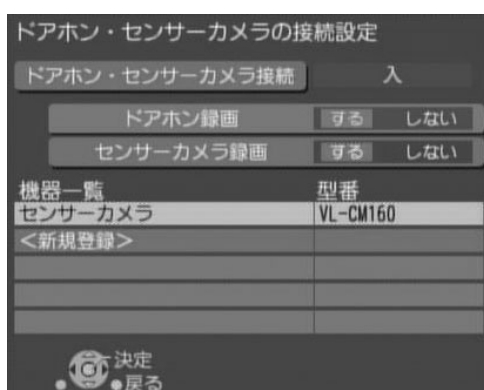 ドアホン・センサーカメラの接続設定
ドアホン・センサーカメラ接続 入
ドアホン録画 する しない
センサーカメラ録画 する しない
機器一覧 型番
センサーカメラ VL-CM160
<新規登録>
決定
戻る